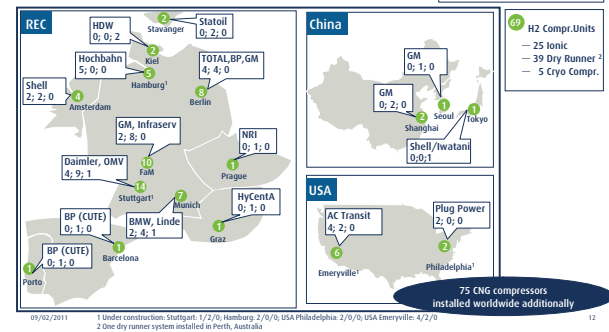 REC
HDW
0; 0; 2
2
Stavanger
Statoil
0; 2; 0
2
Kiel
Hochbahn
5; 0; 0
5
Hamburg¹
TOTAL,BP,GM
4; 4; 0
8
Berlin
Shell
2; 2; 0
4
Amsterdam
GM, Infraserv
2; 8; 0
10
FaM
NRI
0; 1; 0
1
Prague
Daimler, OMV
4; 9; 1
14
Stuttgart¹
7
Munich
BMW, Linde
2; 4; 1
HyCentA
0; 1; 0
1
Graz
BP (CUTE)
0; 1; 0
1
Barcelona
BP (CUTE)
0; 1; 0
1
Porto
China
GM
0; 1; 0
1
Seoul
GM
0; 2; 0
2
Shanghai
1
Tokyo
Shell/Iwatani
0;0;1
USA
AC Transit
4; 2; 0
6
Emeryville¹
Plug Power
2; 0; 0
2
Philadelphia¹
69 H2 Compr.Units
— 25 Ionic
— 39 Dry Runner ²
— 5 Cryo Compr.
75 CNG compressors
installed worldwide additionally
09/02/2011
1 Under construction: Stuttgart: 1/2/0; Hamburg: 2/0/0; USA Philadelphia: 2/0/0; USA Emeryville: 4/2/0
2 One dry runner system installed in Perth, Australia
12